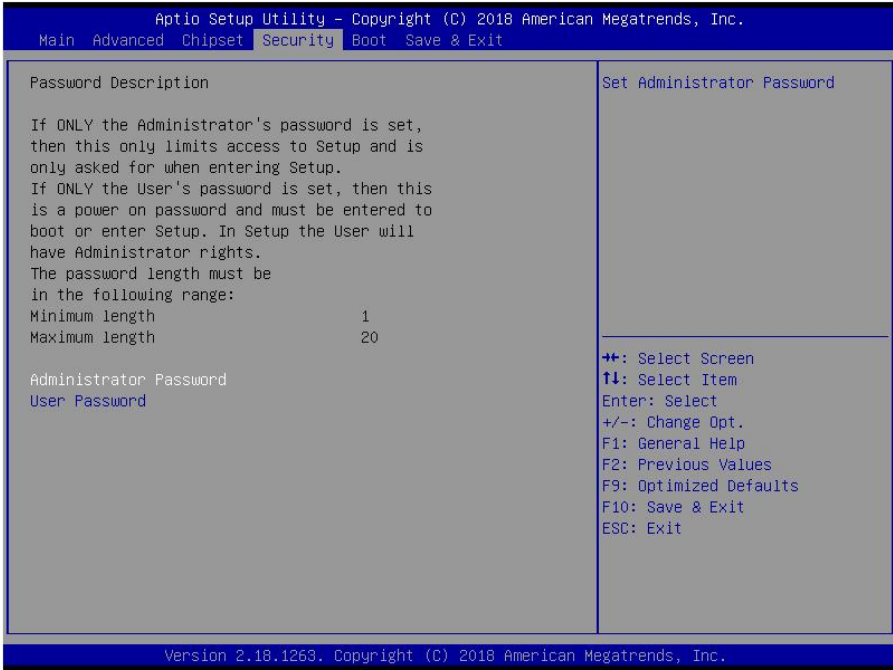 Aptio Setup Utility – Copyright (C) 2018 American Megatrends, Inc.
Main Advanced Chipset Security Boot Save & Exit
Password Description
If ONLY the Administrator's password is set,
then this only limits access to Setup and is
only asked for when entering Setup.
If ONLY the User's password is set, then this
is a power on password and must be entered to
boot or enter Setup. In Setup the User will
have Administrator rights.
The password length must be
in the following range:
Minimum length 1
Maximum length 20
Administrator Password
User Password
Set Administrator Password
→←: Select Screen
↑↓: Select Item
Enter: Select
+/-: Change Opt.
F1: General Help
F2: Previous Values
F9: Optimized Defaults
F10: Save & Exit
ESC: Exit
Version 2.18.1263. Copyright (C) 2018 American Megatrends, Inc.